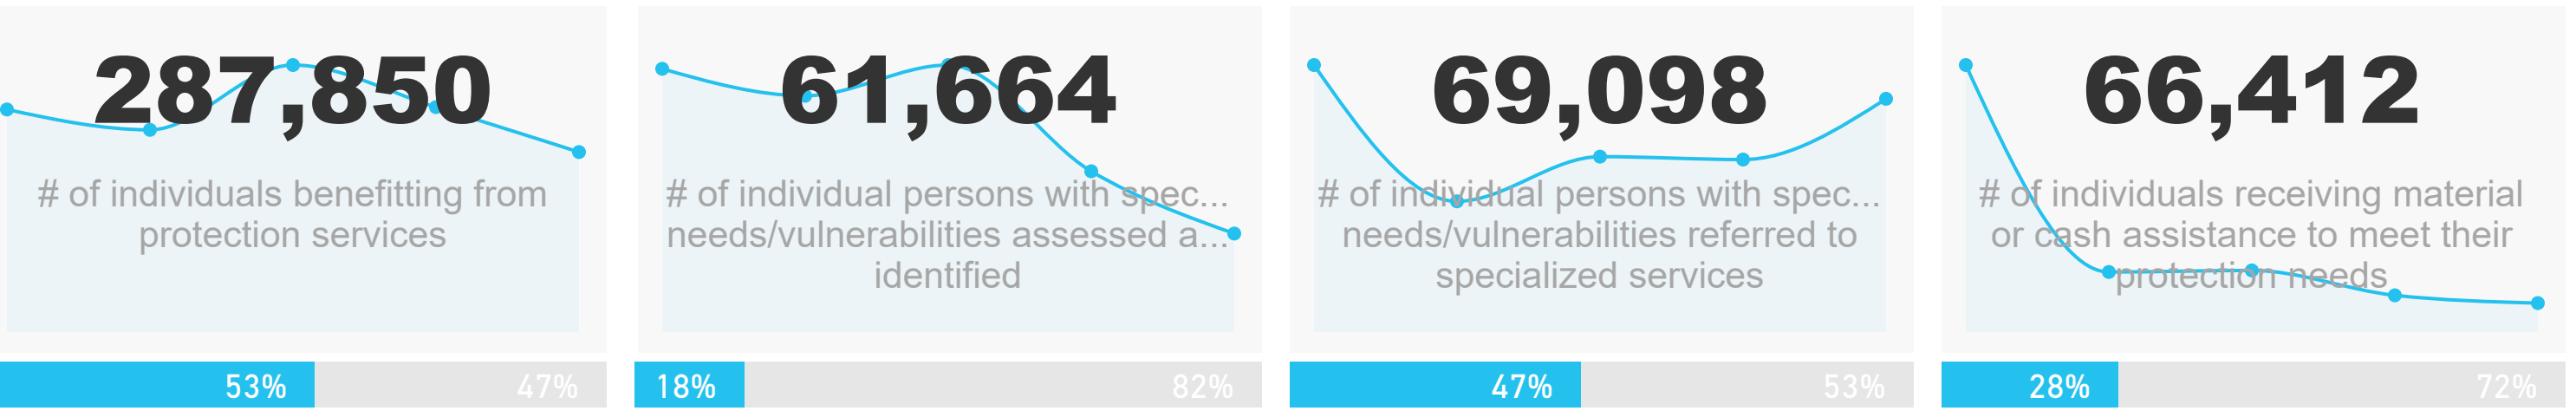 287,850
# of individuals benefitting from
protection services
53%
47%
61,664
# of individual persons with spec...
needs/vulnerabilities assessed a...
identified
18%
82%
69,098
# of individual persons with spec...
needs/vulnerabilities referred to
specialized services
47%
53%
66,412
# of individuals receiving material
or cash assistance to meet their
protection needs
28%
72%